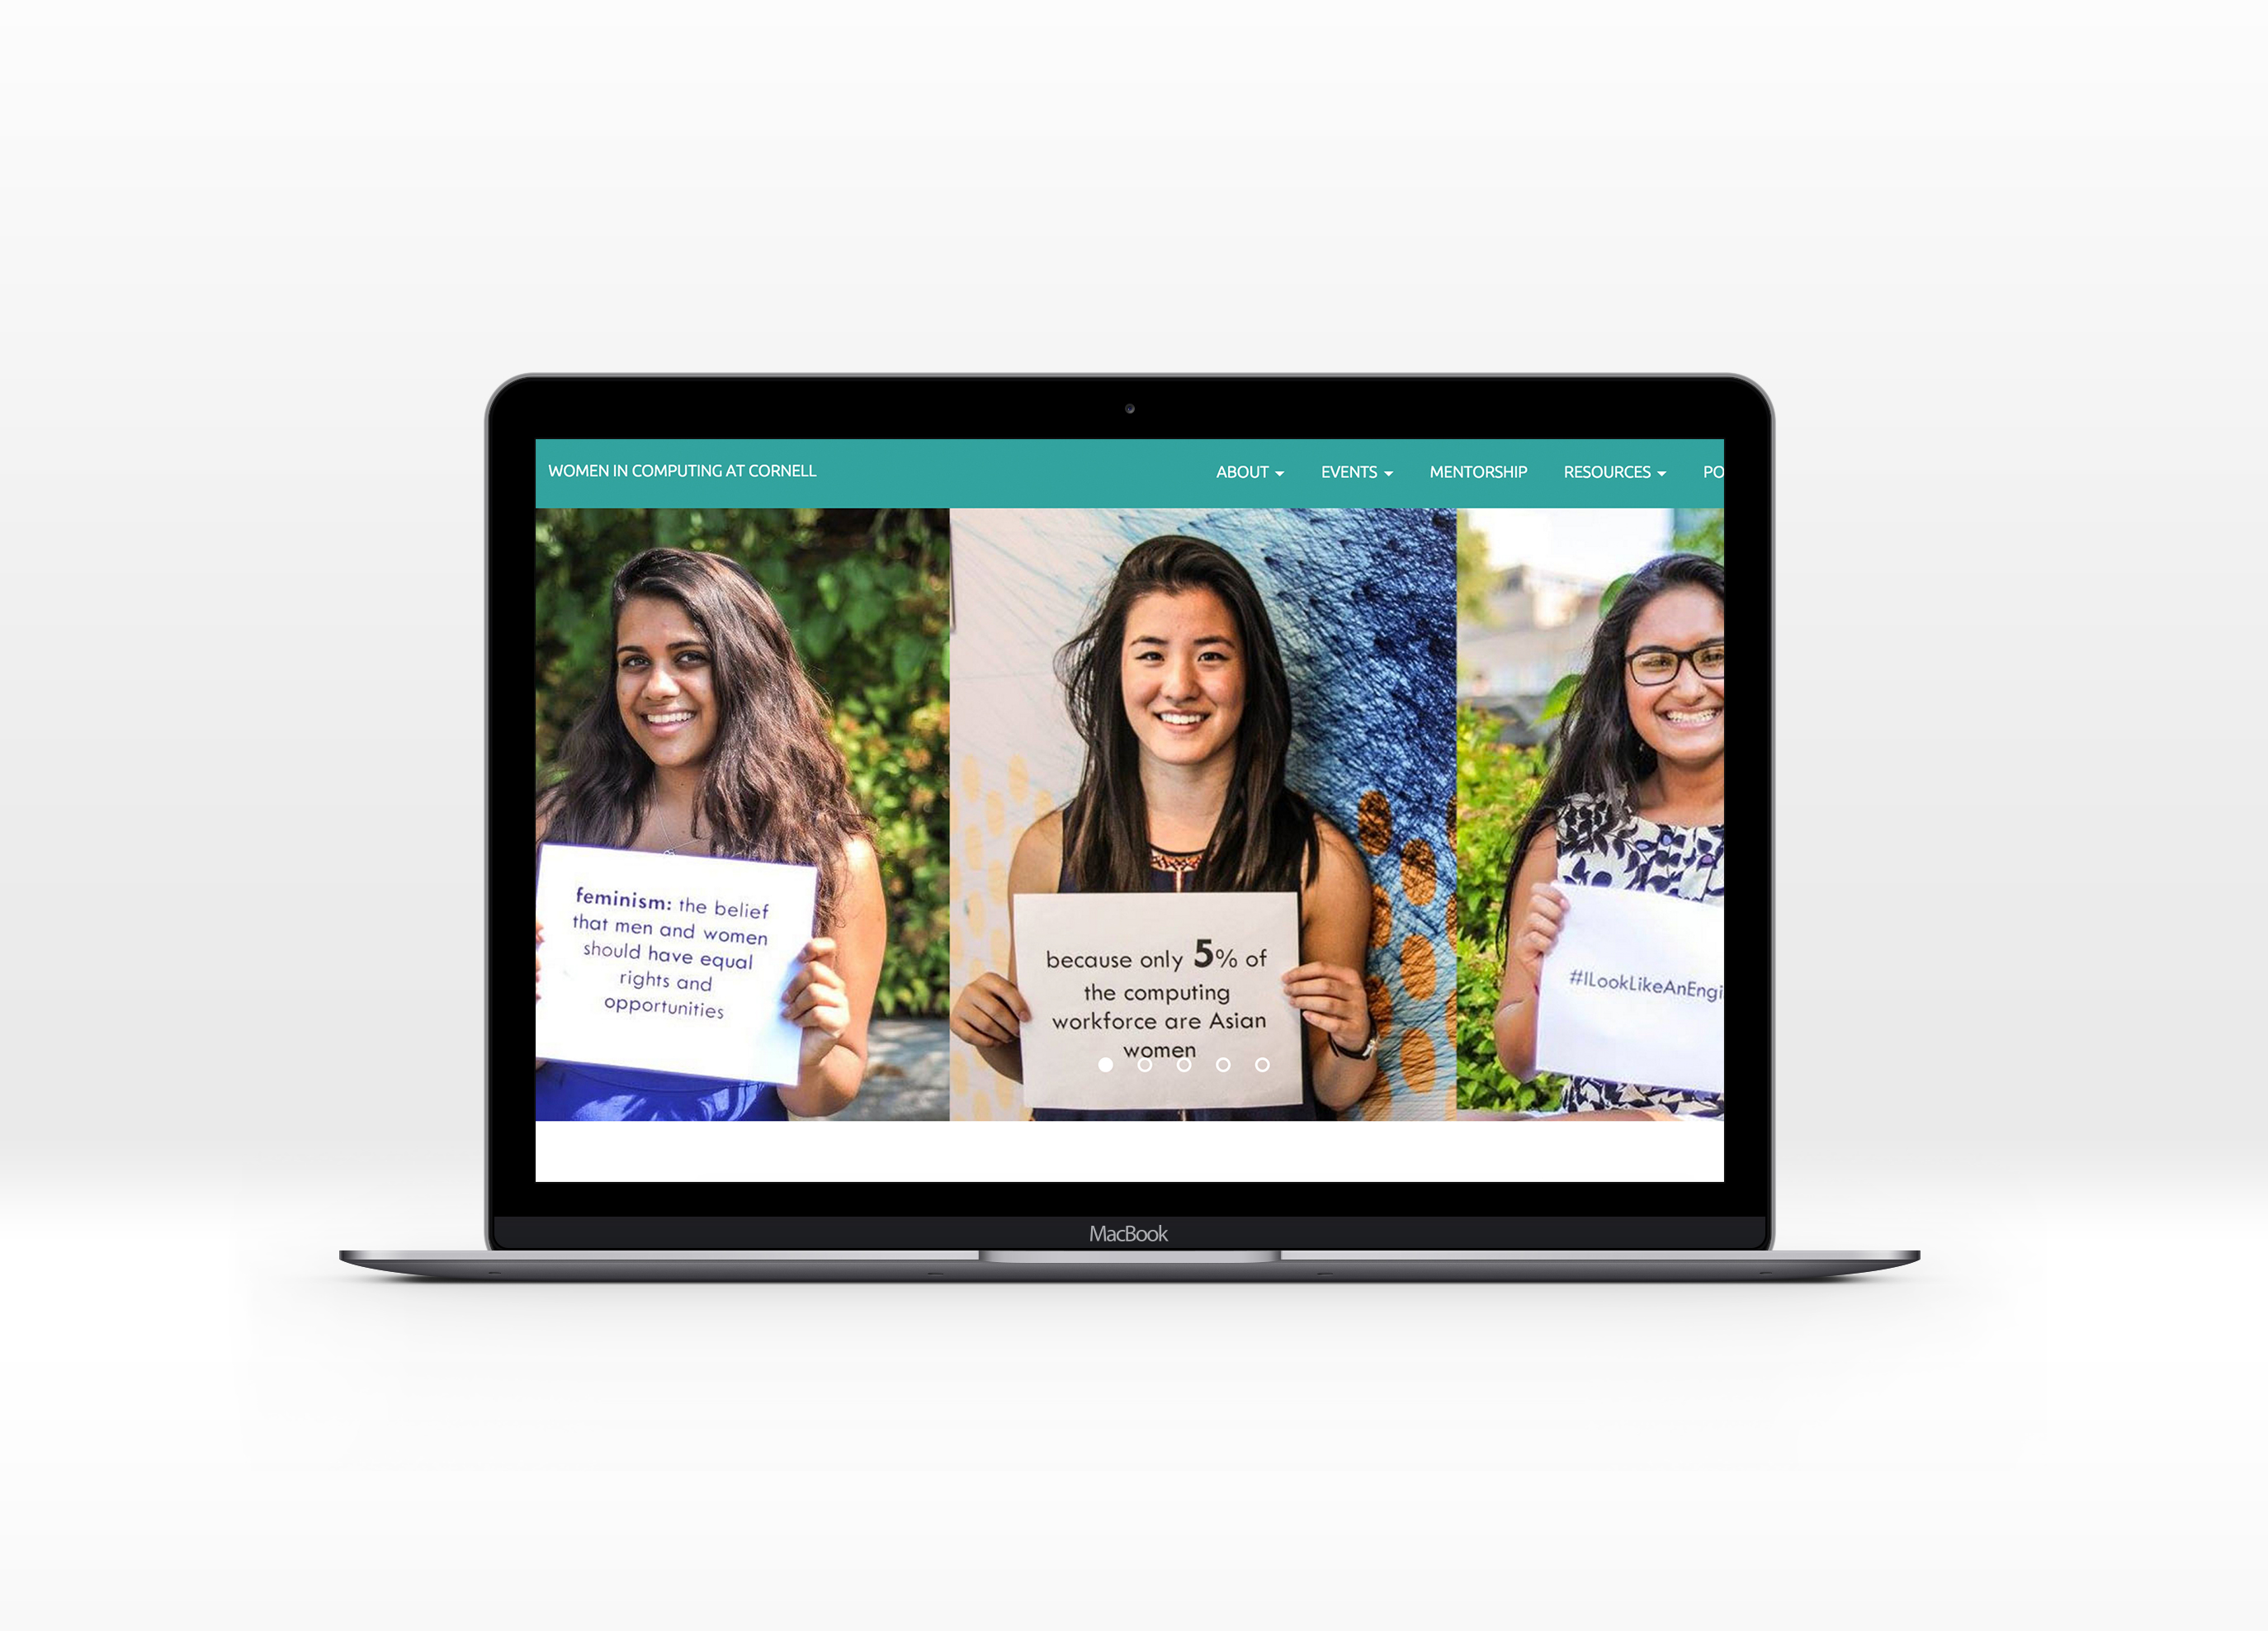 WOMEN IN COMPUTING AT CORNELL
ABOUT EVENTS MENTORSHIP RESOURCES PO
feminism: the belief
that men and women
should have equal
rights and
opportunities
because only 5% of
the computing
workforce are Asian
women
#ILookLikeAnEngi
MacBook